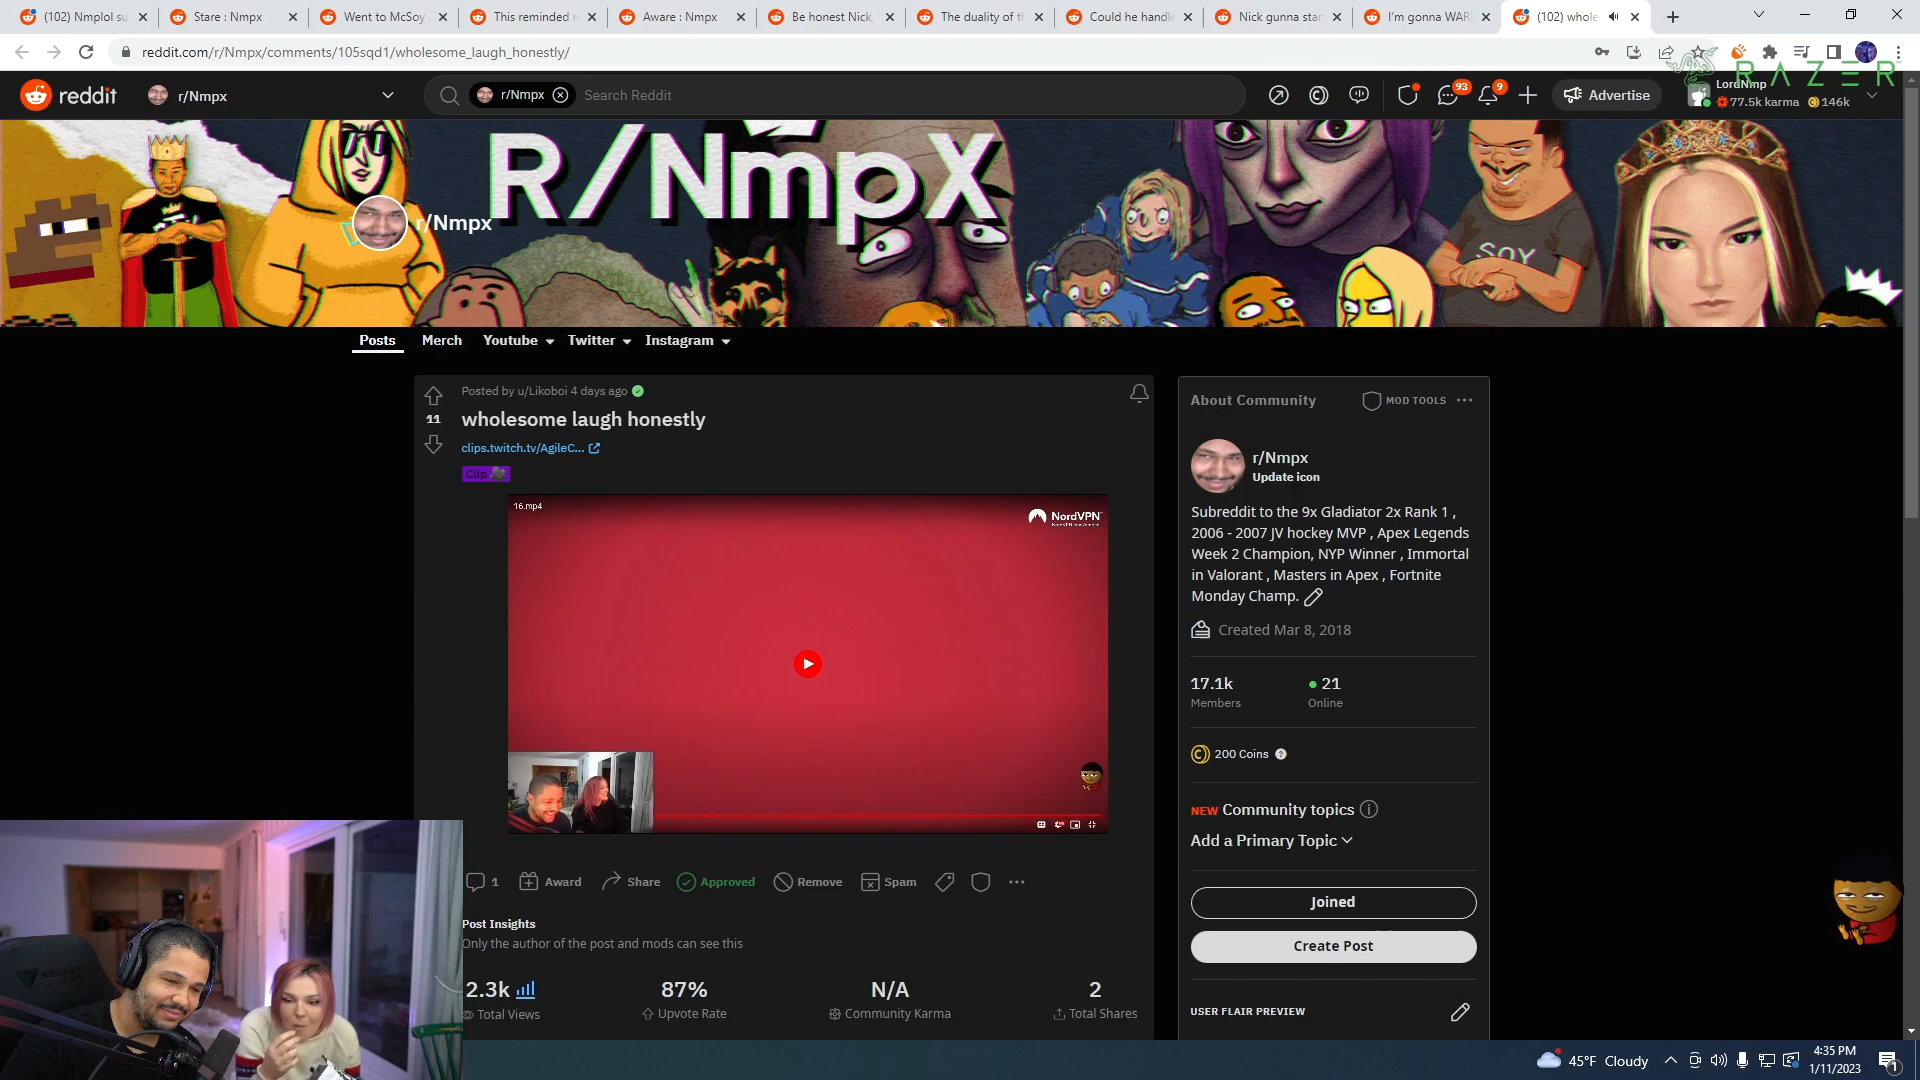 (102) Nmplol su
Stare : Nmpx
Went to McSoy
This reminded m
Aware : Nmpx
Be honest Nick,
The duality of th
Could he handle
Nick gunna star
I'm gonna WAR
(102) whole
reddit.com/r/Nmpx/comments/105sqd1/wholesome_laugh_honestly/
RAZER
reddit
r/Nmpx
r/Nmpx
Search Reddit
93
9
Advertise
LordNmp
77.5k karma
146k
R/NmpX
r/Nmpx
SOY
Posts
Merch
Youtube
Twitter
Instagram
Posted by u/Likoboi 4 days ago
11
wholesome laugh honestly
clips.twitch.tv/AgileC...
Clip
16.mp4
NordVPN
1
Award
Share
Approved
Remove
Spam
Post Insights
Only the author of the post and mods can see this
2.3k
87%
N/A
2
Total Views
Upvote Rate
Community Karma
Total Shares
About Community
MOD TOOLS
r/Nmpx
Update icon
Subreddit to the 9x Gladiator 2x Rank 1 ,
2006 - 2007 JV hockey MVP , Apex Legends
Week 2 Champion, NYP Winner , Immortal
in Valorant , Masters in Apex , Fortnite
Monday Champ.
Created Mar 8, 2018
17.1k
21
Members
Online
200 Coins
NEW Community topics
Add a Primary Topic
Joined
Create Post
USER FLAIR PREVIEW
45°F Cloudy
4:35 PM
1/11/2023
1